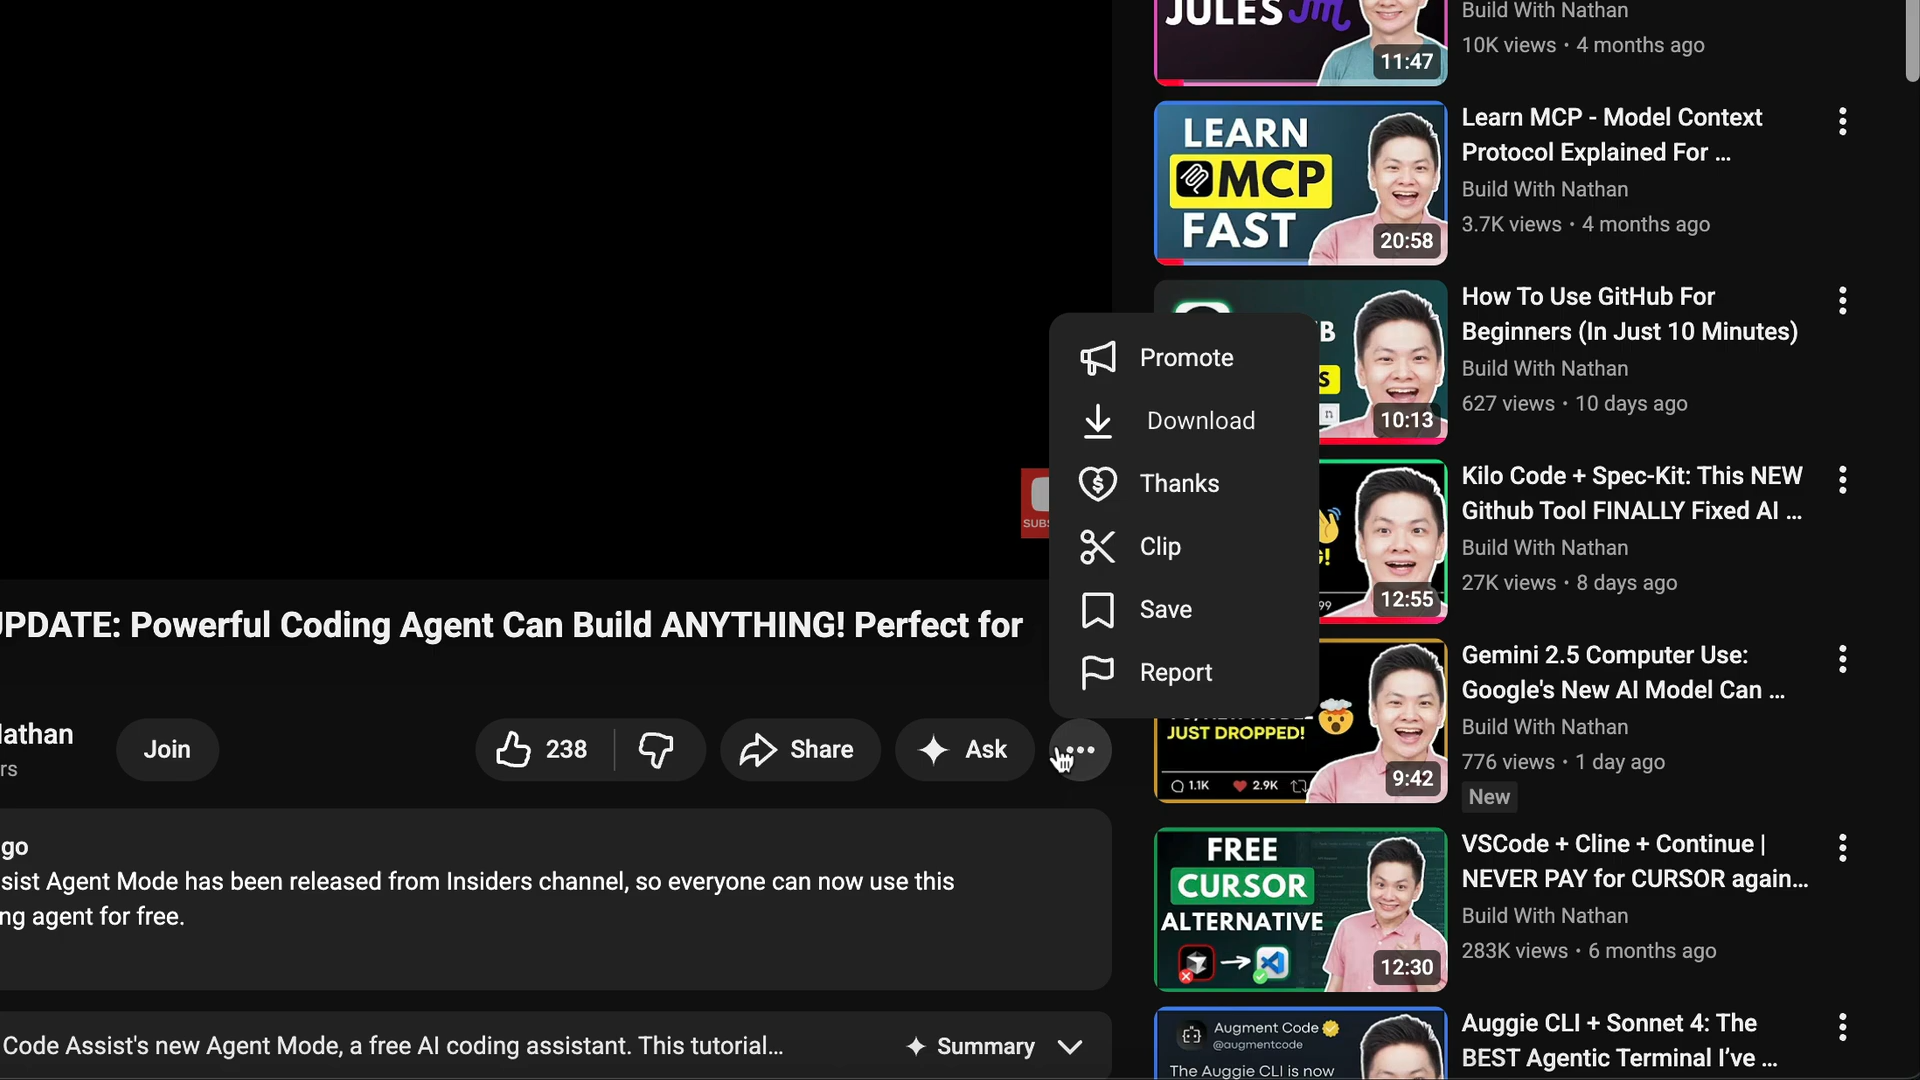 JULES
11:47
Build With Nathan
10K views • 4 months ago
LEARN
MCP
FAST
20:58
Learn MCP - Model Context
Protocol Explained For ...
Build With Nathan
3.7K views • 4 months ago
10:13
How To Use GitHub For
Beginners (In Just 10 Minutes)
Build With Nathan
627 views • 10 days ago
Promote
Download
Thanks
Clip
Save
Report
12:55
Kilo Code + Spec-Kit: This NEW
Github Tool FINALLY Fixed AI ...
Build With Nathan
27K views • 8 days ago
JUST DROPPED!
1.1K
2.9K
9:42
Gemini 2.5 Computer Use:
Google's New AI Model Can ...
Build With Nathan
776 views • 1 day ago
New
UPDATE: Powerful Coding Agent Can Build ANYTHING! Perfect for
Nathan
rs
Join
238
Share
Ask
go
sist Agent Mode has been released from Insiders channel, so everyone can now use this
ng agent for free.
Code Assist's new Agent Mode, a free AI coding assistant. This tutorial...
Summary
FREE
CURSOR
ALTERNATIVE
12:30
VSCode + Cline + Continue |
NEVER PAY for CURSOR again...
Build With Nathan
283K views • 6 months ago
Augment Code
@augmentcode
The Auggie CLI is now
Auggie CLI + Sonnet 4: The
BEST Agentic Terminal I've ...